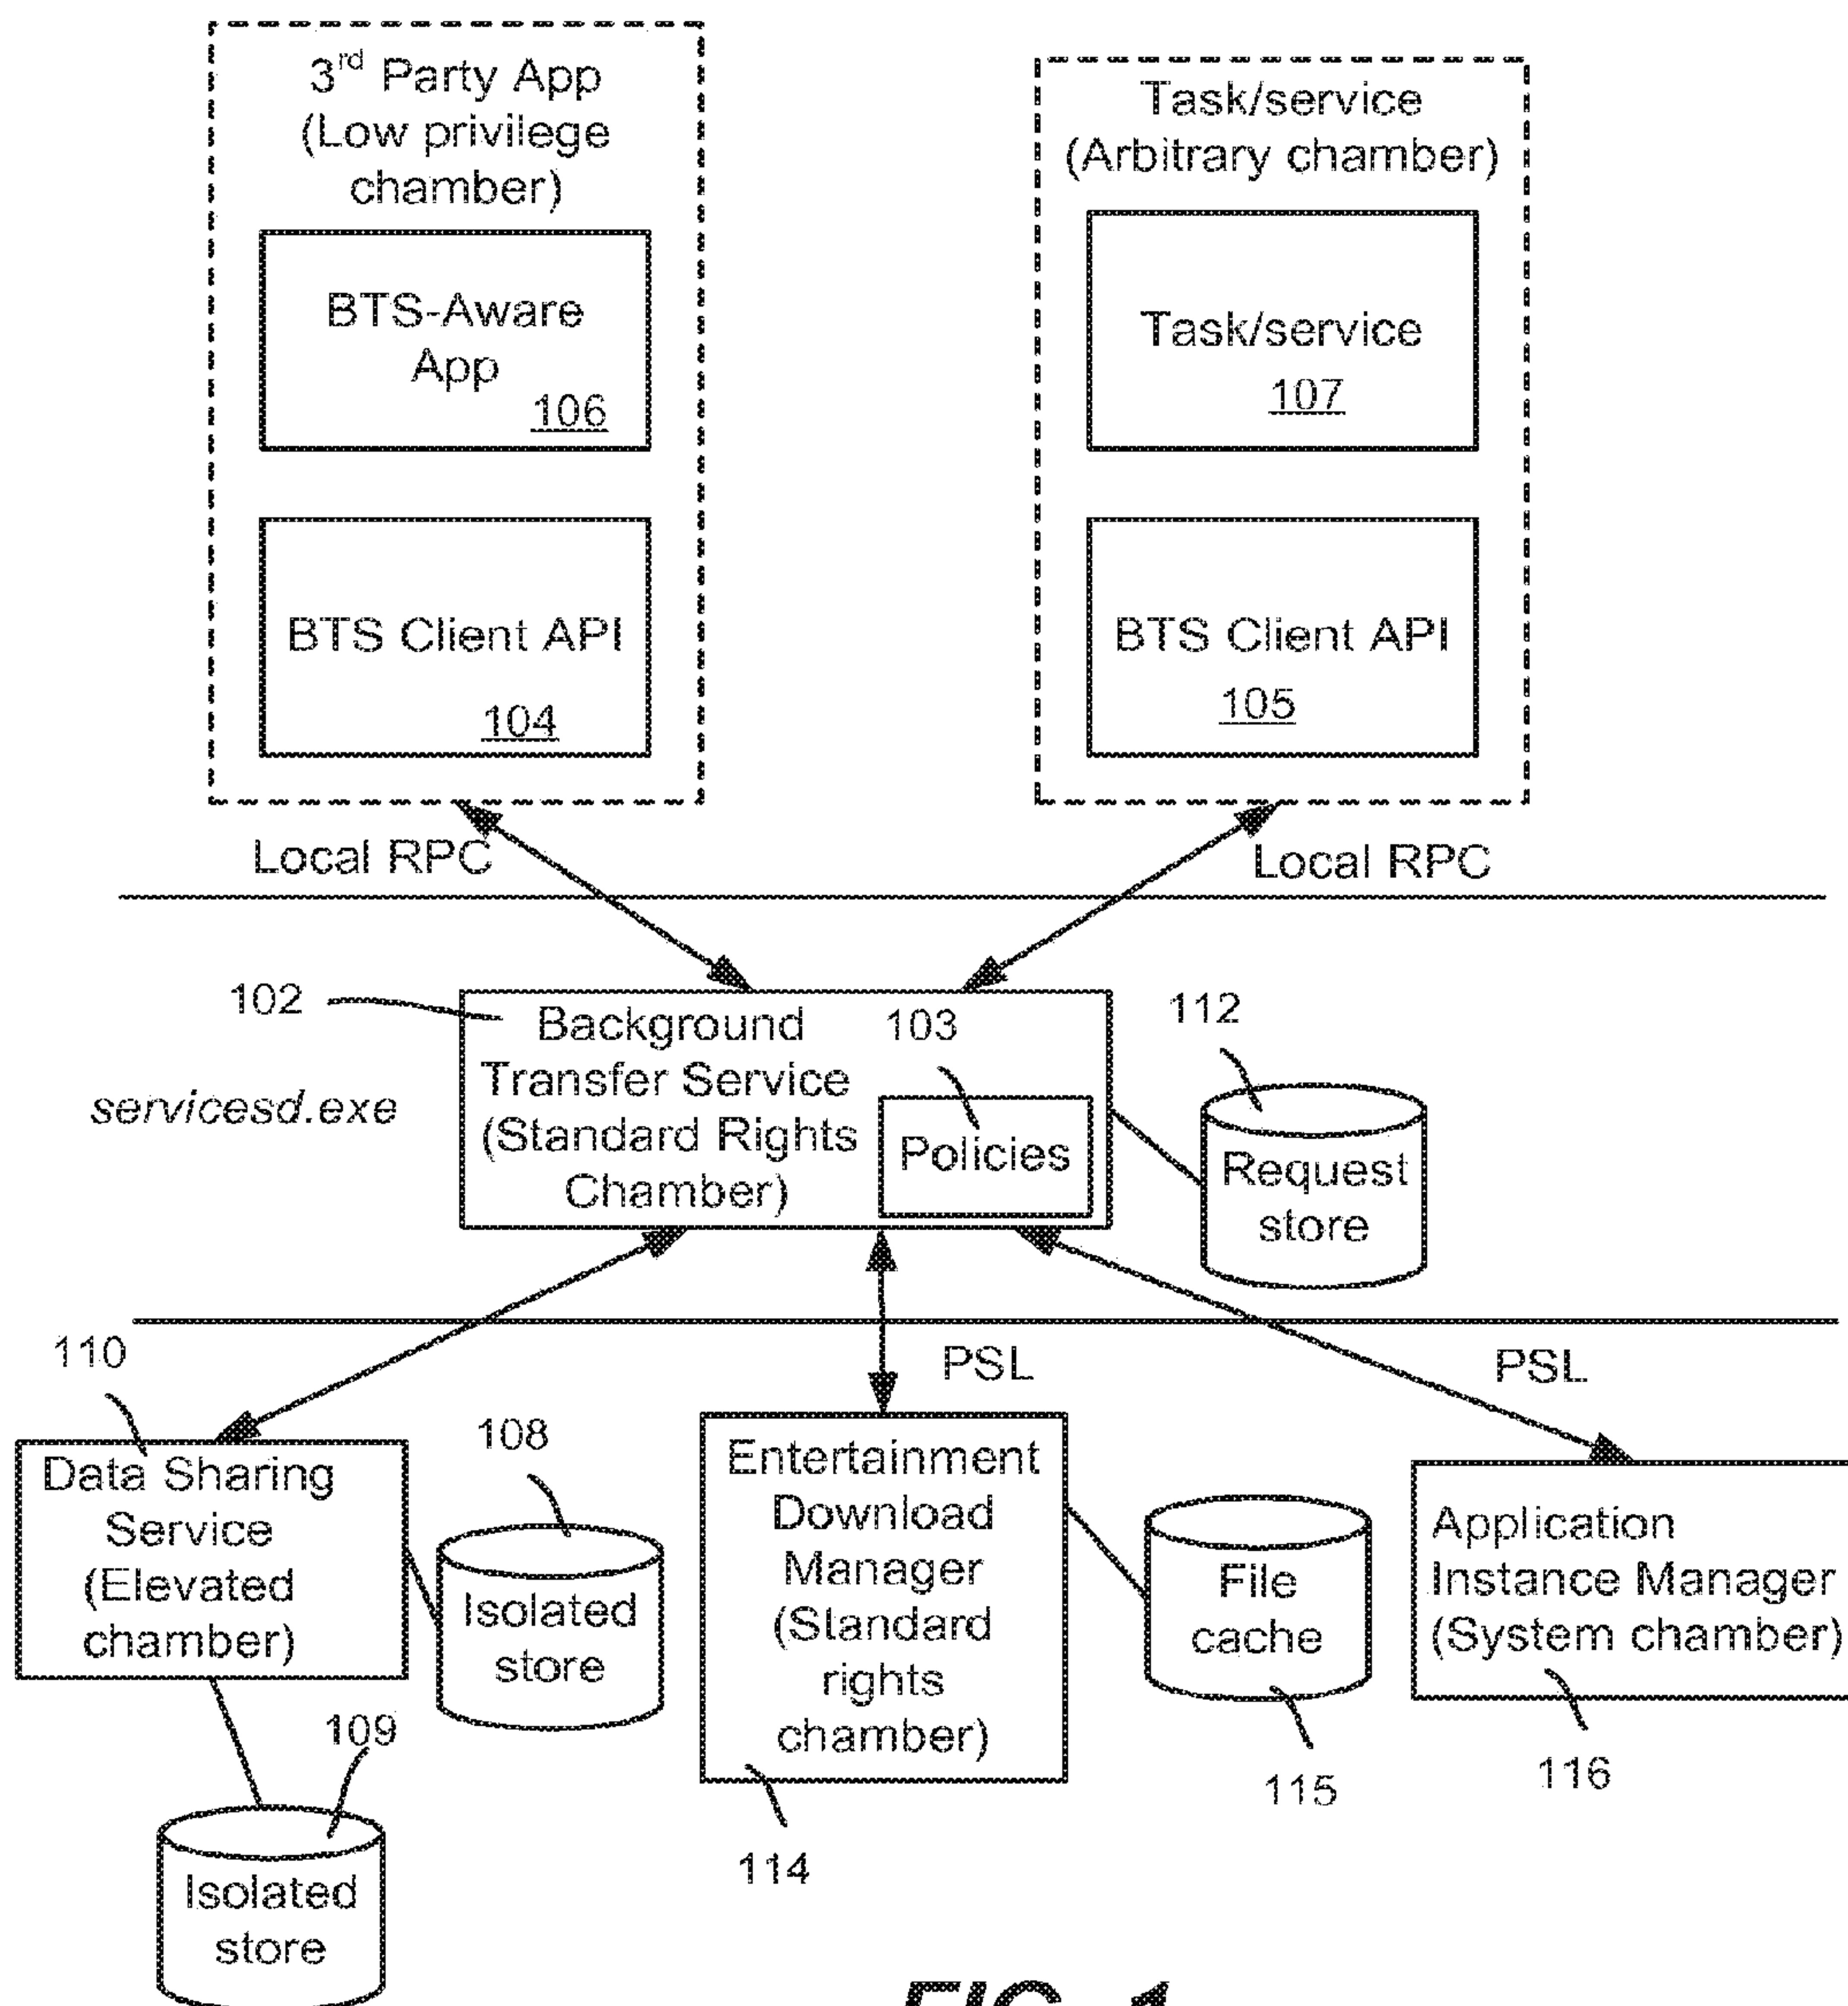 3rd Party App
(Low privilege
chamber)
BTS-Aware
App
106
BTS Client API
104
Task/service
(Arbitrary chamber)
Task/service
107
BTS Client API
105
Local RPC
Local RPC
102
Background
Transfer Service
(Standard Rights
Chamber)
103
Policies
112
Request
store
servicesd.exe
110
PSL
PSL
Data Sharing
Service
(Elevated
chamber)
108
Isolated
store
109
Isolated
store
Entertainment
Download
Manager
(Standard
rights
chamber)
114
File
cache
115
Application
Instance Manager
(System chamber)
116
FIG. 1